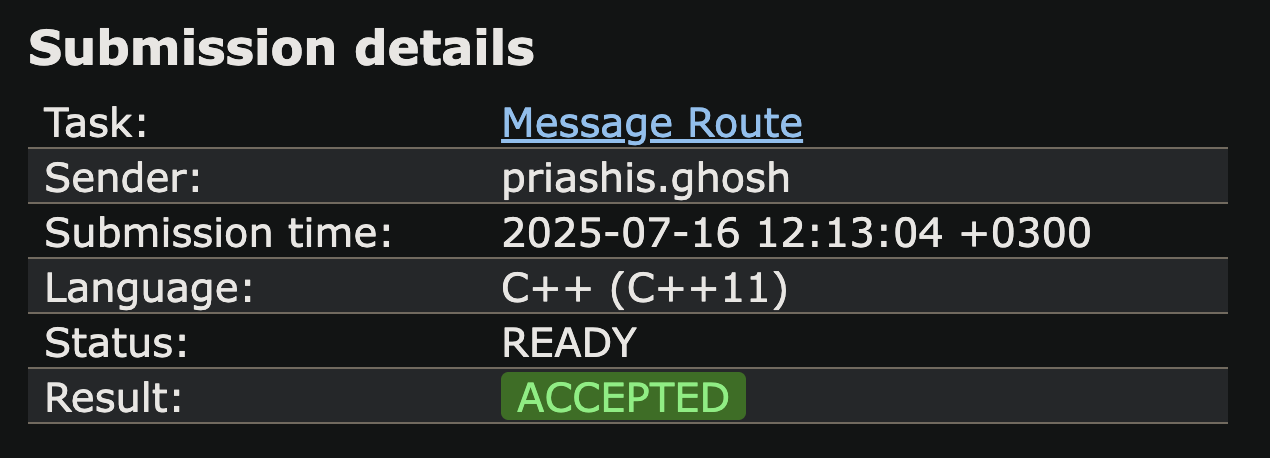 Submission details
Task: Message Route
Sender: priashis.ghosh
Submission time: 2025-07-16 12:13:04 +0300
Language: C++ (C++11)
Status: READY
Result: ACCEPTED